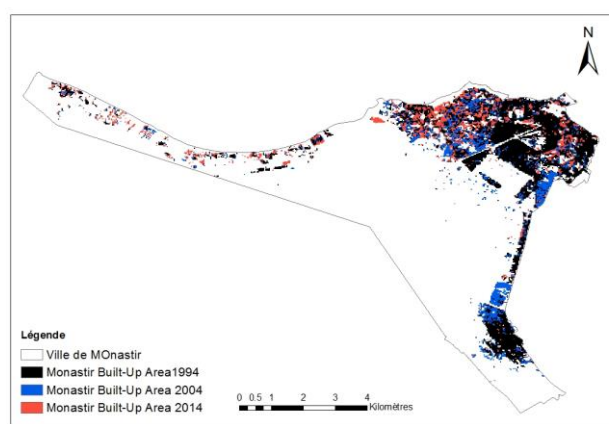 N
Légende
Ville de MOnastir
Monastir Built-Up Area1994
Monastir Built-Up Area 2004
Monastir Built-Up Area 2014
0 0.5 1 2 3 4
Kilomètres